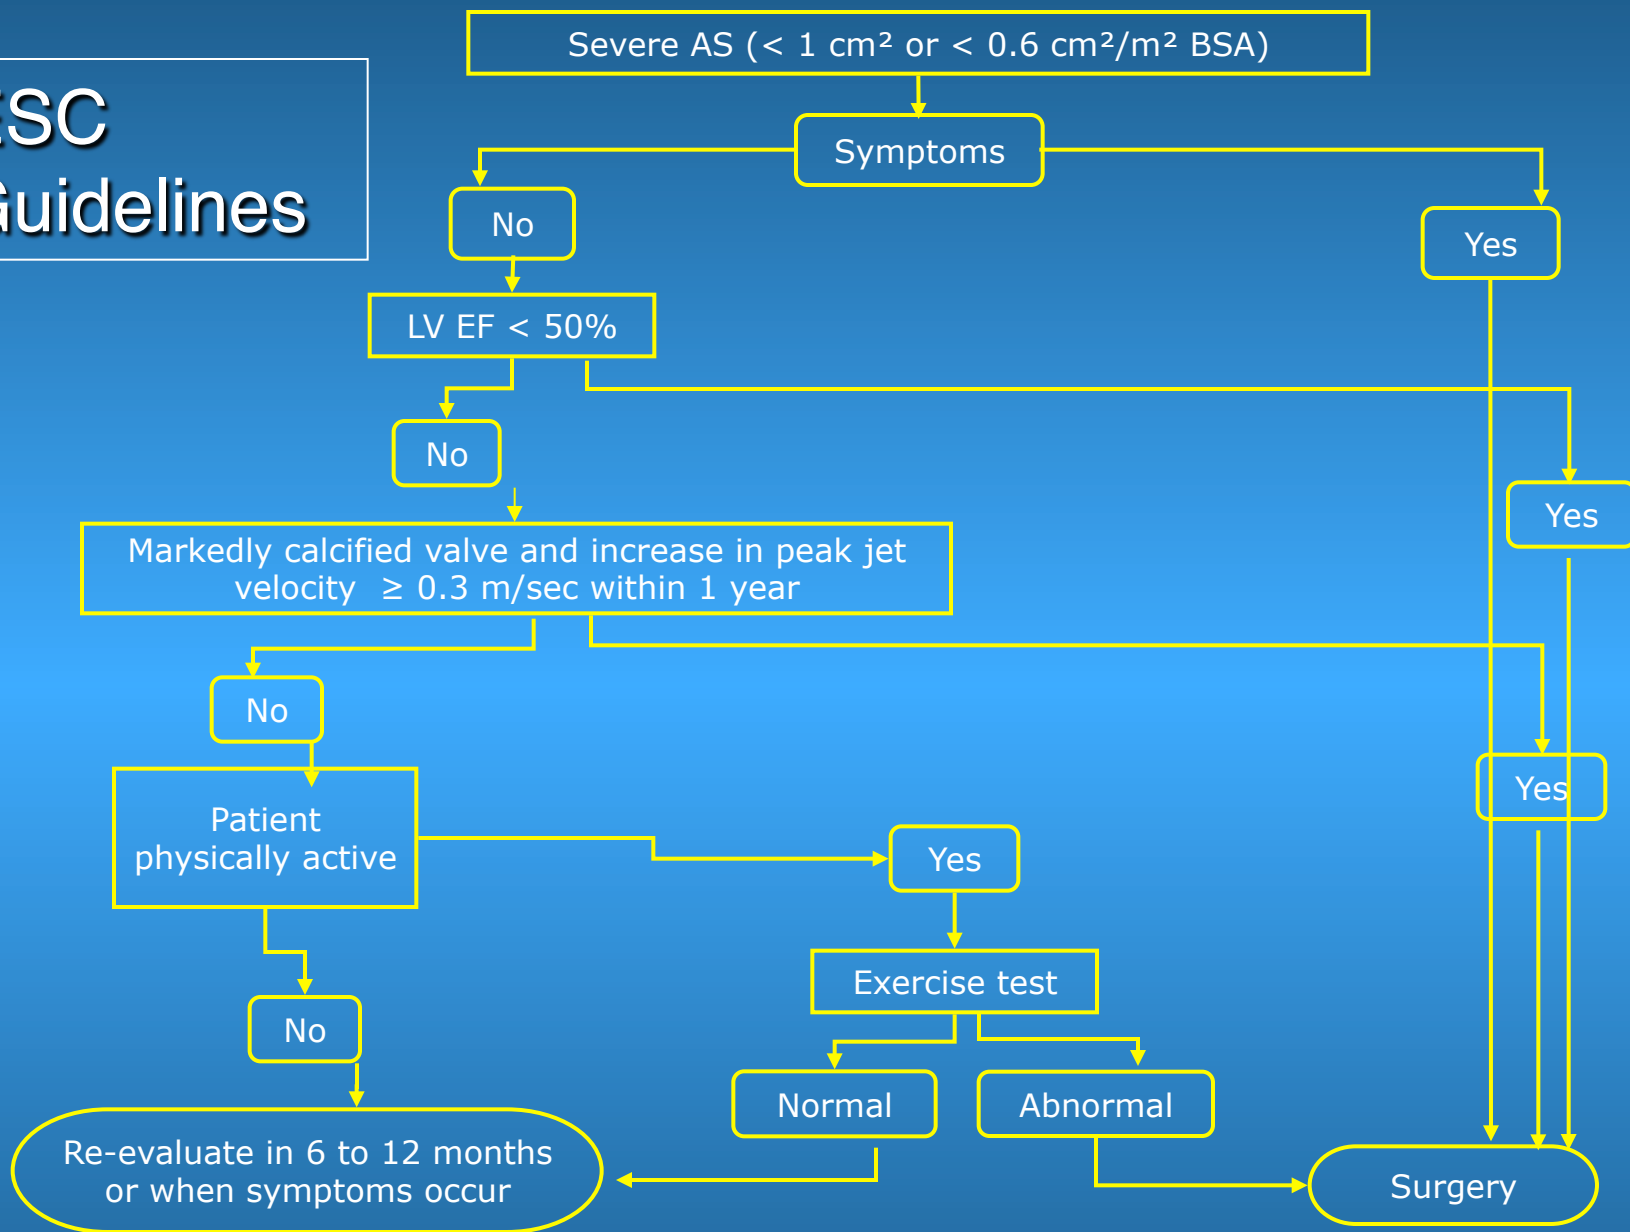 ESC
Guidelines
Severe AS (< 1 cm² or < 0.6 cm²/m² BSA)
Symptoms
No
Yes
LV EF < 50%
No
Yes
Markedly calcified valve and increase in peak jet
velocity ≥ 0.3 m/sec within 1 year
No
Yes
Patient
physically active
Yes
Exercise test
No
Normal
Abnormal
Re-evaluate in 6 to 12 months
or when symptoms occur
Surgery